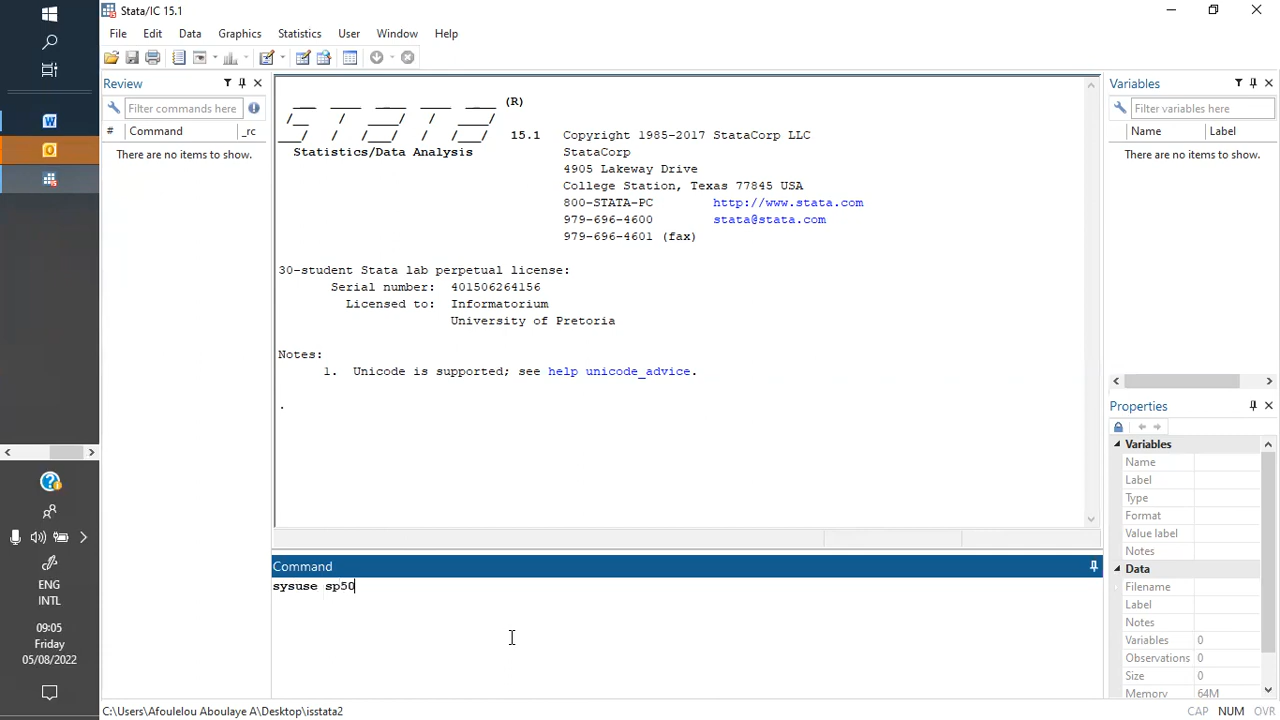 Stata/IC 15.1
File Edit Data Graphics Statistics User Window Help
Review
Filter commands here
# Command _rc
There are no items to show.
(R)
15.1 Copyright 1985-2017 StataCorp LLC
Statistics/Data Analysis StataCorp
4905 Lakeway Drive
College Station, Texas 77845 USA
800-STATA-PC http://www.stata.com
979-696-4600 stata@stata.com
979-696-4601 (fax)
30-student Stata lab perpetual license:
Serial number: 401506264156
Licensed to: Informatorium
University of Pretoria
Notes:
1. Unicode is supported; see help unicode_advice.
.
Command
sysuse sp50
Variables
Filter variables here
Name Label
There are no items to show.
Properties
Variables
Name
Label
Type
Format
Value label
Notes
Data
Filename
Label
Notes
Variables 0
Observations 0
Size 0
Memory 64M
ENG
INTL
09:05
Friday
05/08/2022
C:\Users\Afoulelou Aboulaye A\Desktop\isstata2
CAP NUM OVR